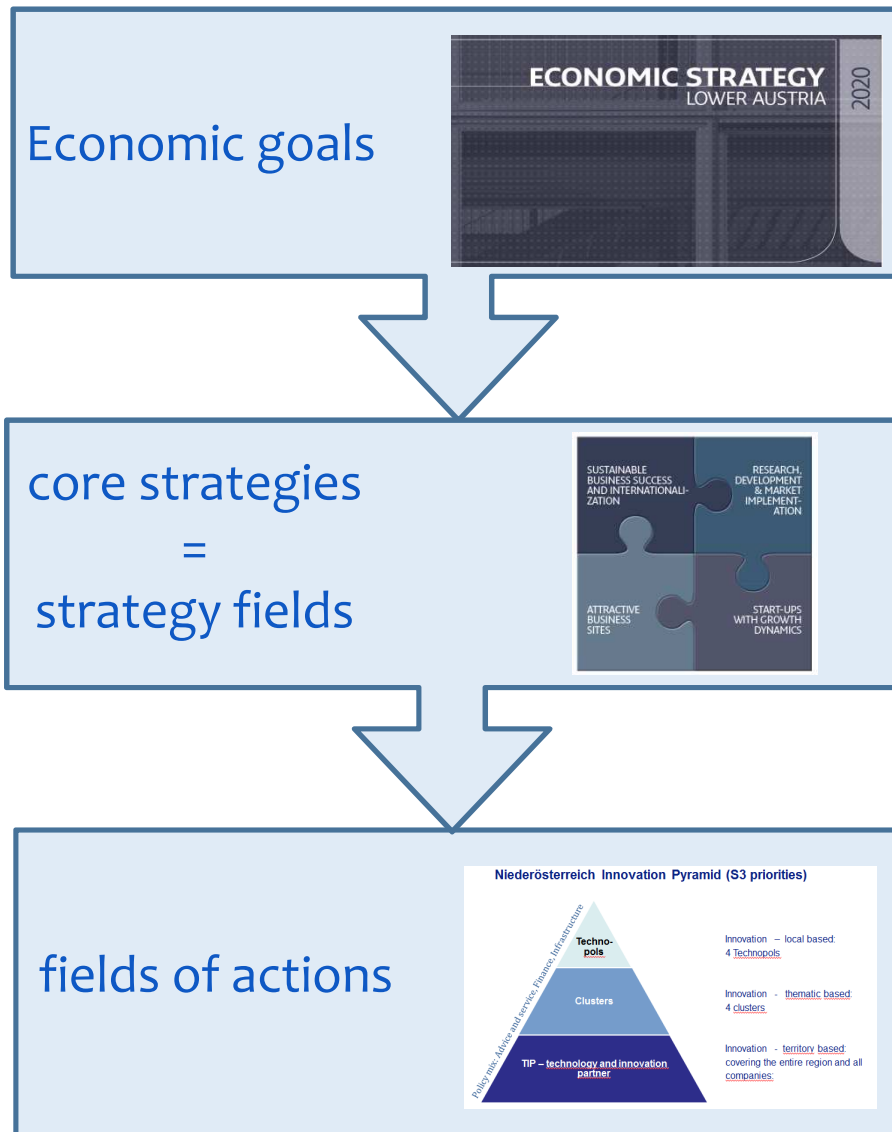 Economic goals
ECONOMIC STRATEGY
LOWER AUSTRIA
2020
core strategies
=
strategy fields
SUSTAINABLE
BUSINESS SUCCESS
AND INTERNATIONALI-
ZATION
RESEARCH,
DEVELOPMENT
& MARKET
IMPLEMENT-
ATION
ATTRACTIVE
BUSINESS
SITES
START-UPS
WITH GROWTH
DYNAMICS
fields of actions
Niederösterreich Innovation Pyramid (S3 priorities)
Policy mix: Advice and service, Finance, Infrastructure
Techno-
pols
Clusters
TIP – technology and innovation
partner
Innovation – local based:
4 Technopols
Innovation - thematic based:
4 clusters
Innovation - territory based:
covering the entire region and all
companies: